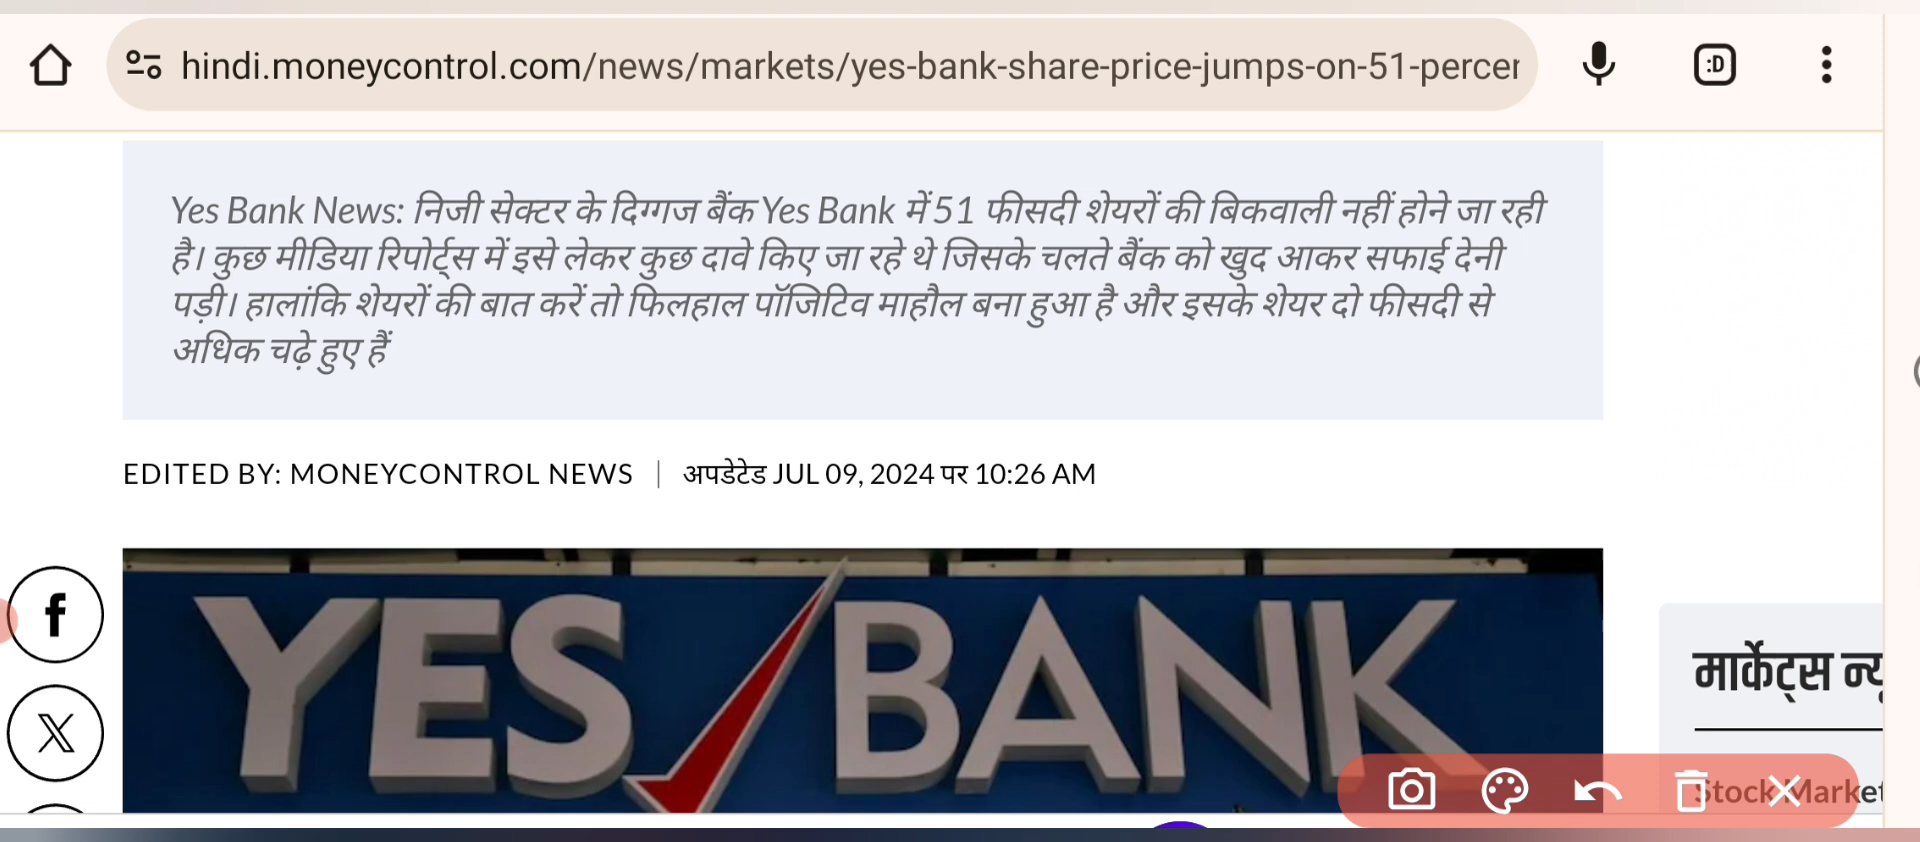 hindi.moneycontrol.com/news/markets/yes-bank-share-price-jumps-on-51-percen
:D
Yes Bank News: निजी सेक्टर के दिग्गज बैंक Yes Bank में 51 फीसदी शेयरों की बिकवाली नहीं होने जा रही
है। कुछ मीडिया रिपोर्ट्स में इसे लेकर कुछ दावे किए जा रहे थे जिसके चलते बैंक को खुद आकर सफाई देनी
पड़ी। हालांकि शेयरों की बात करें तो फिलहाल पॉजिटिव माहौल बना हुआ है और इसके शेयर दो फीसदी से
अधिक चढ़े हुए हैं
EDITED BY: MONEYCONTROL NEWS | अपडेटेड JUL 09, 2024 पर 10:26 AM
f
X
YES BANK
मार्केट्स
Stock Market